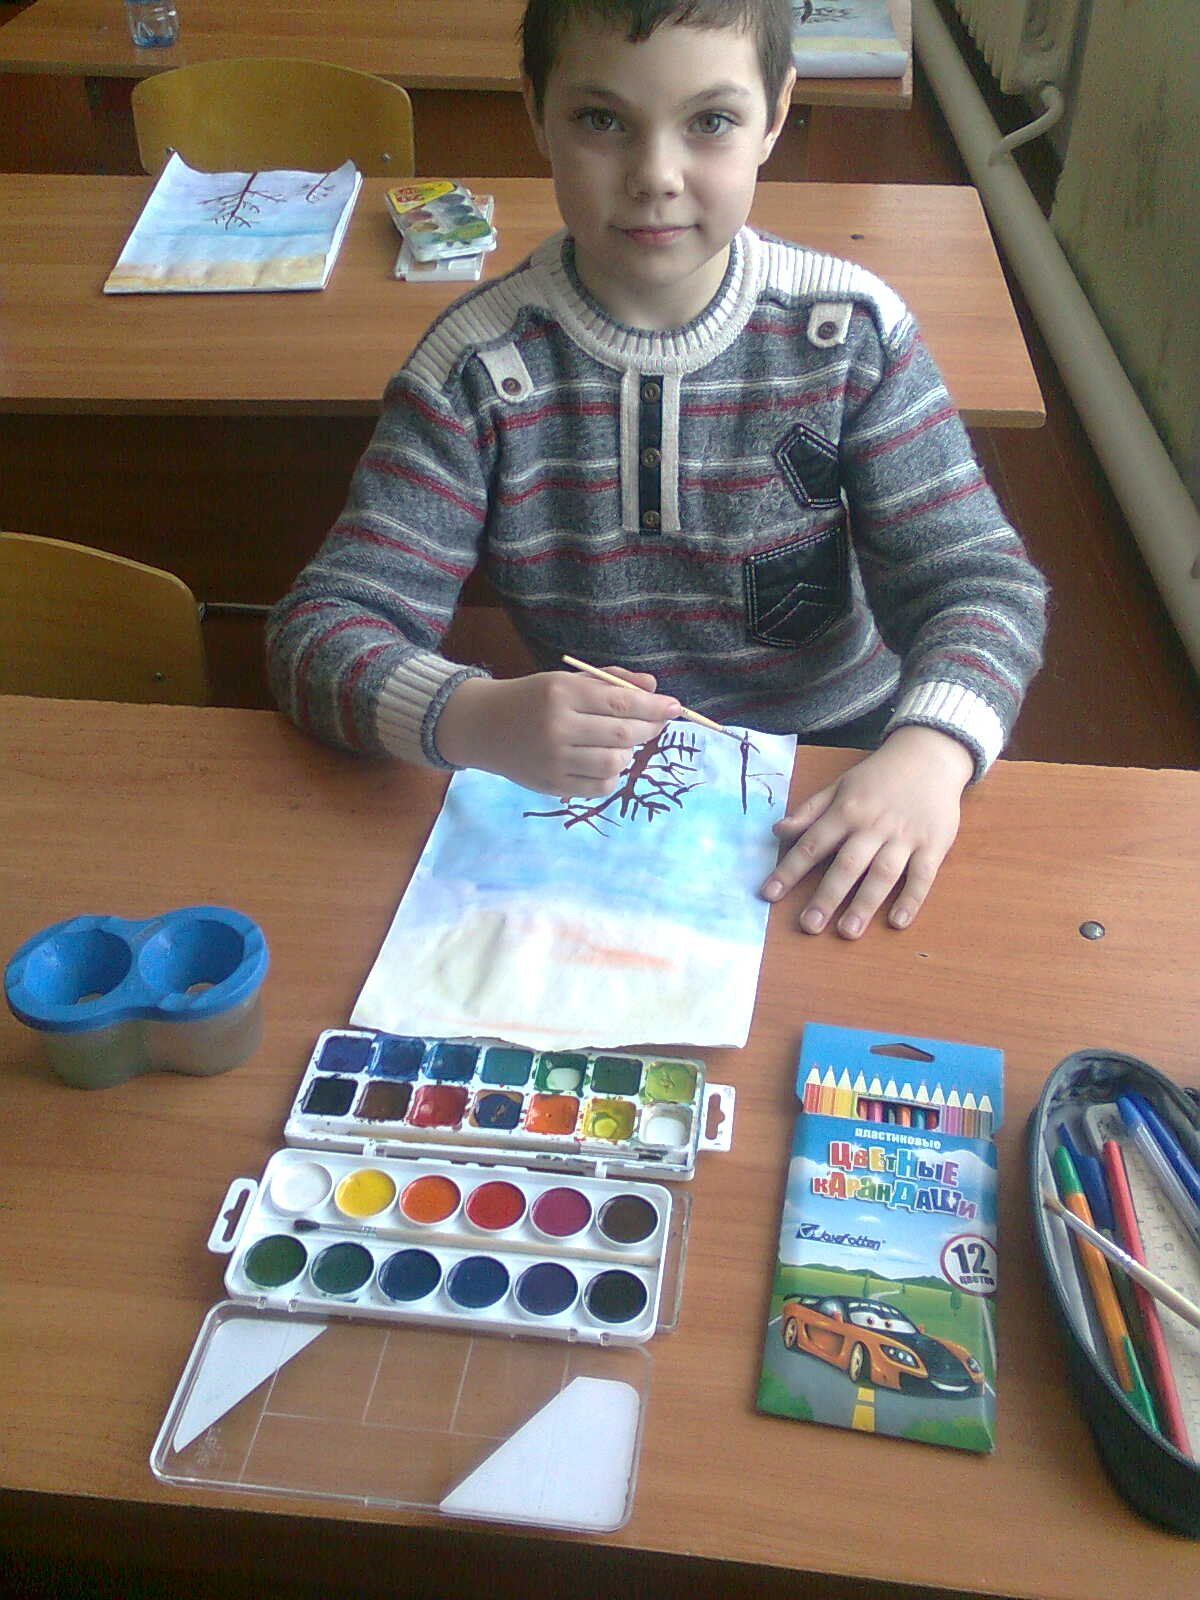 пластиковые
Цветные
карандаши
12
цветов